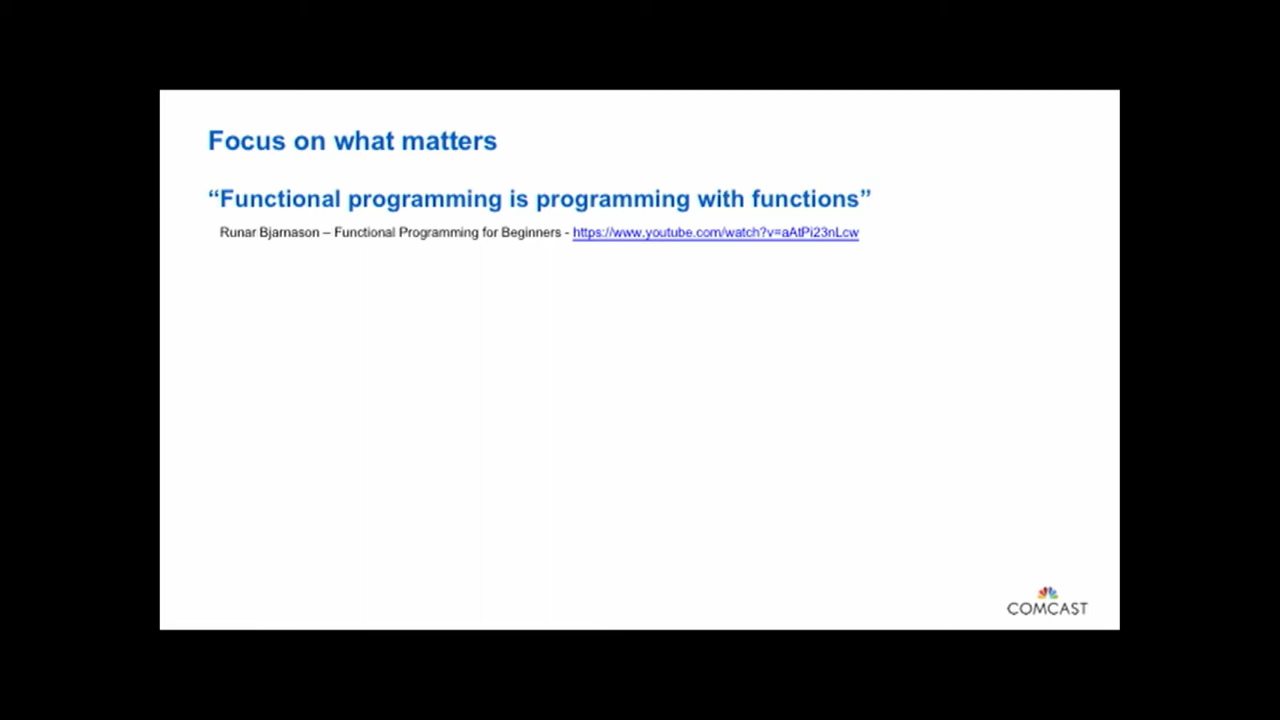 Focus on what matters
“Functional programming is programming with functions”
Runar Bjarnason – Functional Programming for Beginners - https://www.youtube.com/watch?v=aAtPi23nLcw
COMCAST